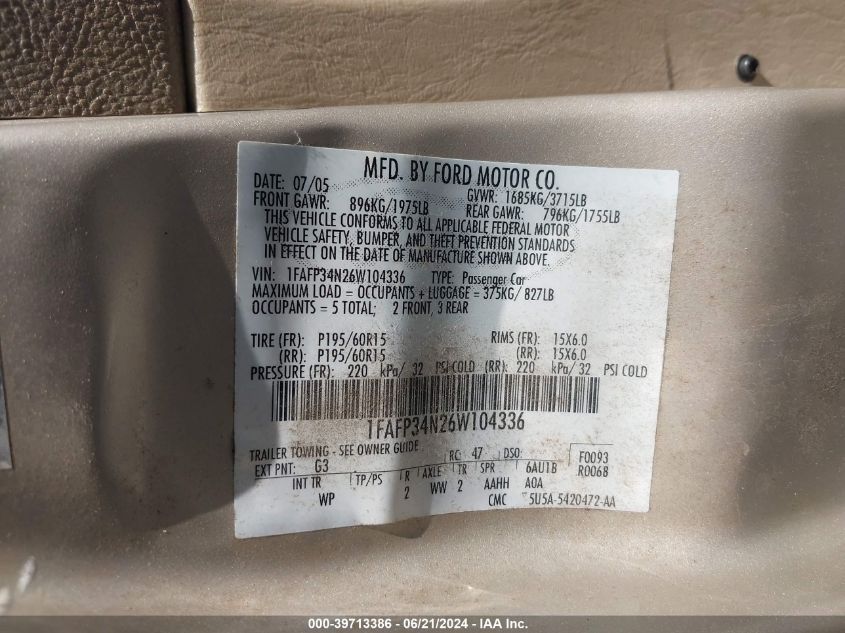 MFD. BY FORD MOTOR CO.
DATE: 07/05 GVWR: 1685KG/3715LB
FRONT GAWR: 896KG/1975LB REAR GAWR: 796KG/1755LB
THIS VEHICLE CONFORMS TO ALL APPLICABLE FEDERAL MOTOR
VEHICLE SAFETY, BUMPER, AND THEFT PREVENTION STANDARDS
IN EFFECT ON THE DATE OF MANUFACTURE SHOWN ABOVE.
VIN: 1FAFP34N26W104336 TYPE: Passenger Car
MAXIMUM LOAD = OCCUPANTS + LUGGAGE = 375KG/ 827LB
OCCUPANTS = 5 TOTAL; 2 FRONT, 3 REAR
TIRE (FR): P195/60R15 RIMS (FR): 15X6.0
(RR): P195/60R15 (RR): 15X6.0
PRESSURE (FR): 220 kPa/ 32 PSI COLD (RR): 220 kPa/ 32 PSI COLD
1FAFP34N26W104336
TRAILER TOWING - SEE OWNER GUIDE RC: 47 DSO: F0093
EXT PNT: G3 R AXLE TR SPR 6AU1B R0068
INT TR TP/PS 2 WW 2 AAHH AOA
WP CMC 5U5A-5420472-AA
000-39713386 - 06/21/2024 - IAA Inc.